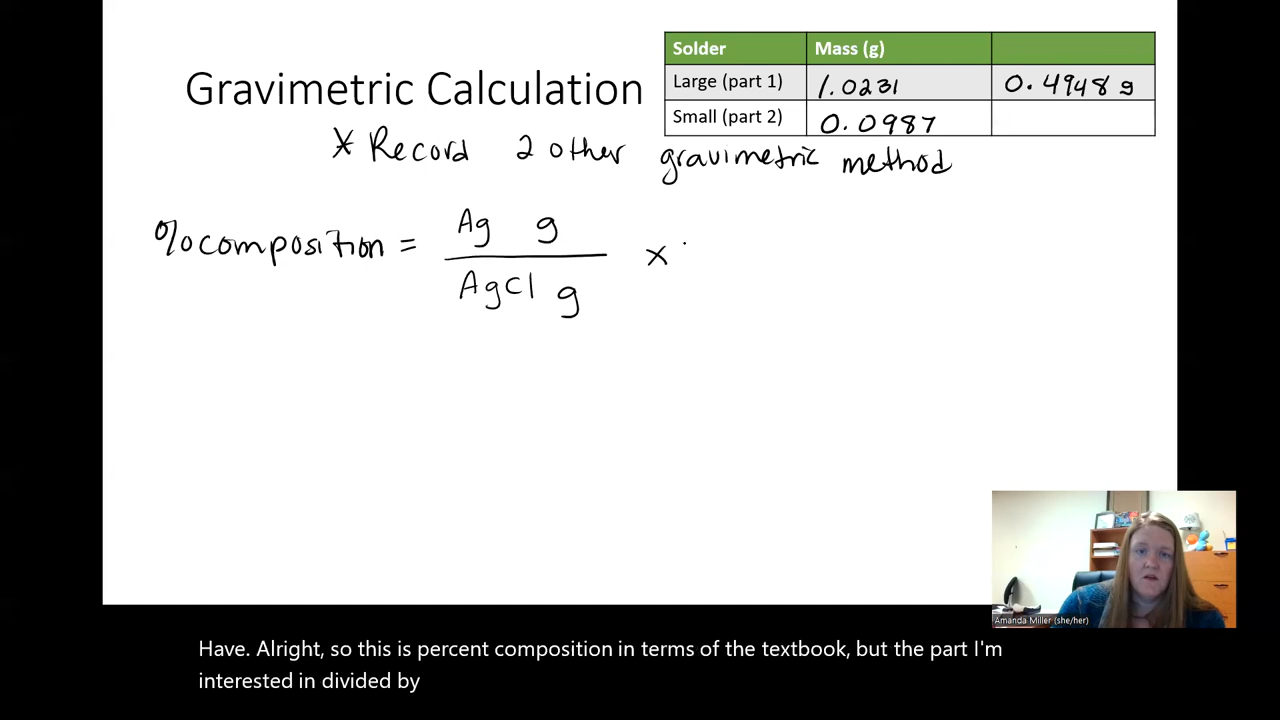 Solder Mass (g)
Large (part 1) 1.0231 0.4948 g
Small (part 2) 0.0987
Gravimetric Calculation
* Record 2 other gravimetric method
% composition = Ag g
AgCl g
×
Amanda Miller (she/her)
Have. Alright, so this is percent composition in terms of the textbook, but the part I'm
interested in divided by